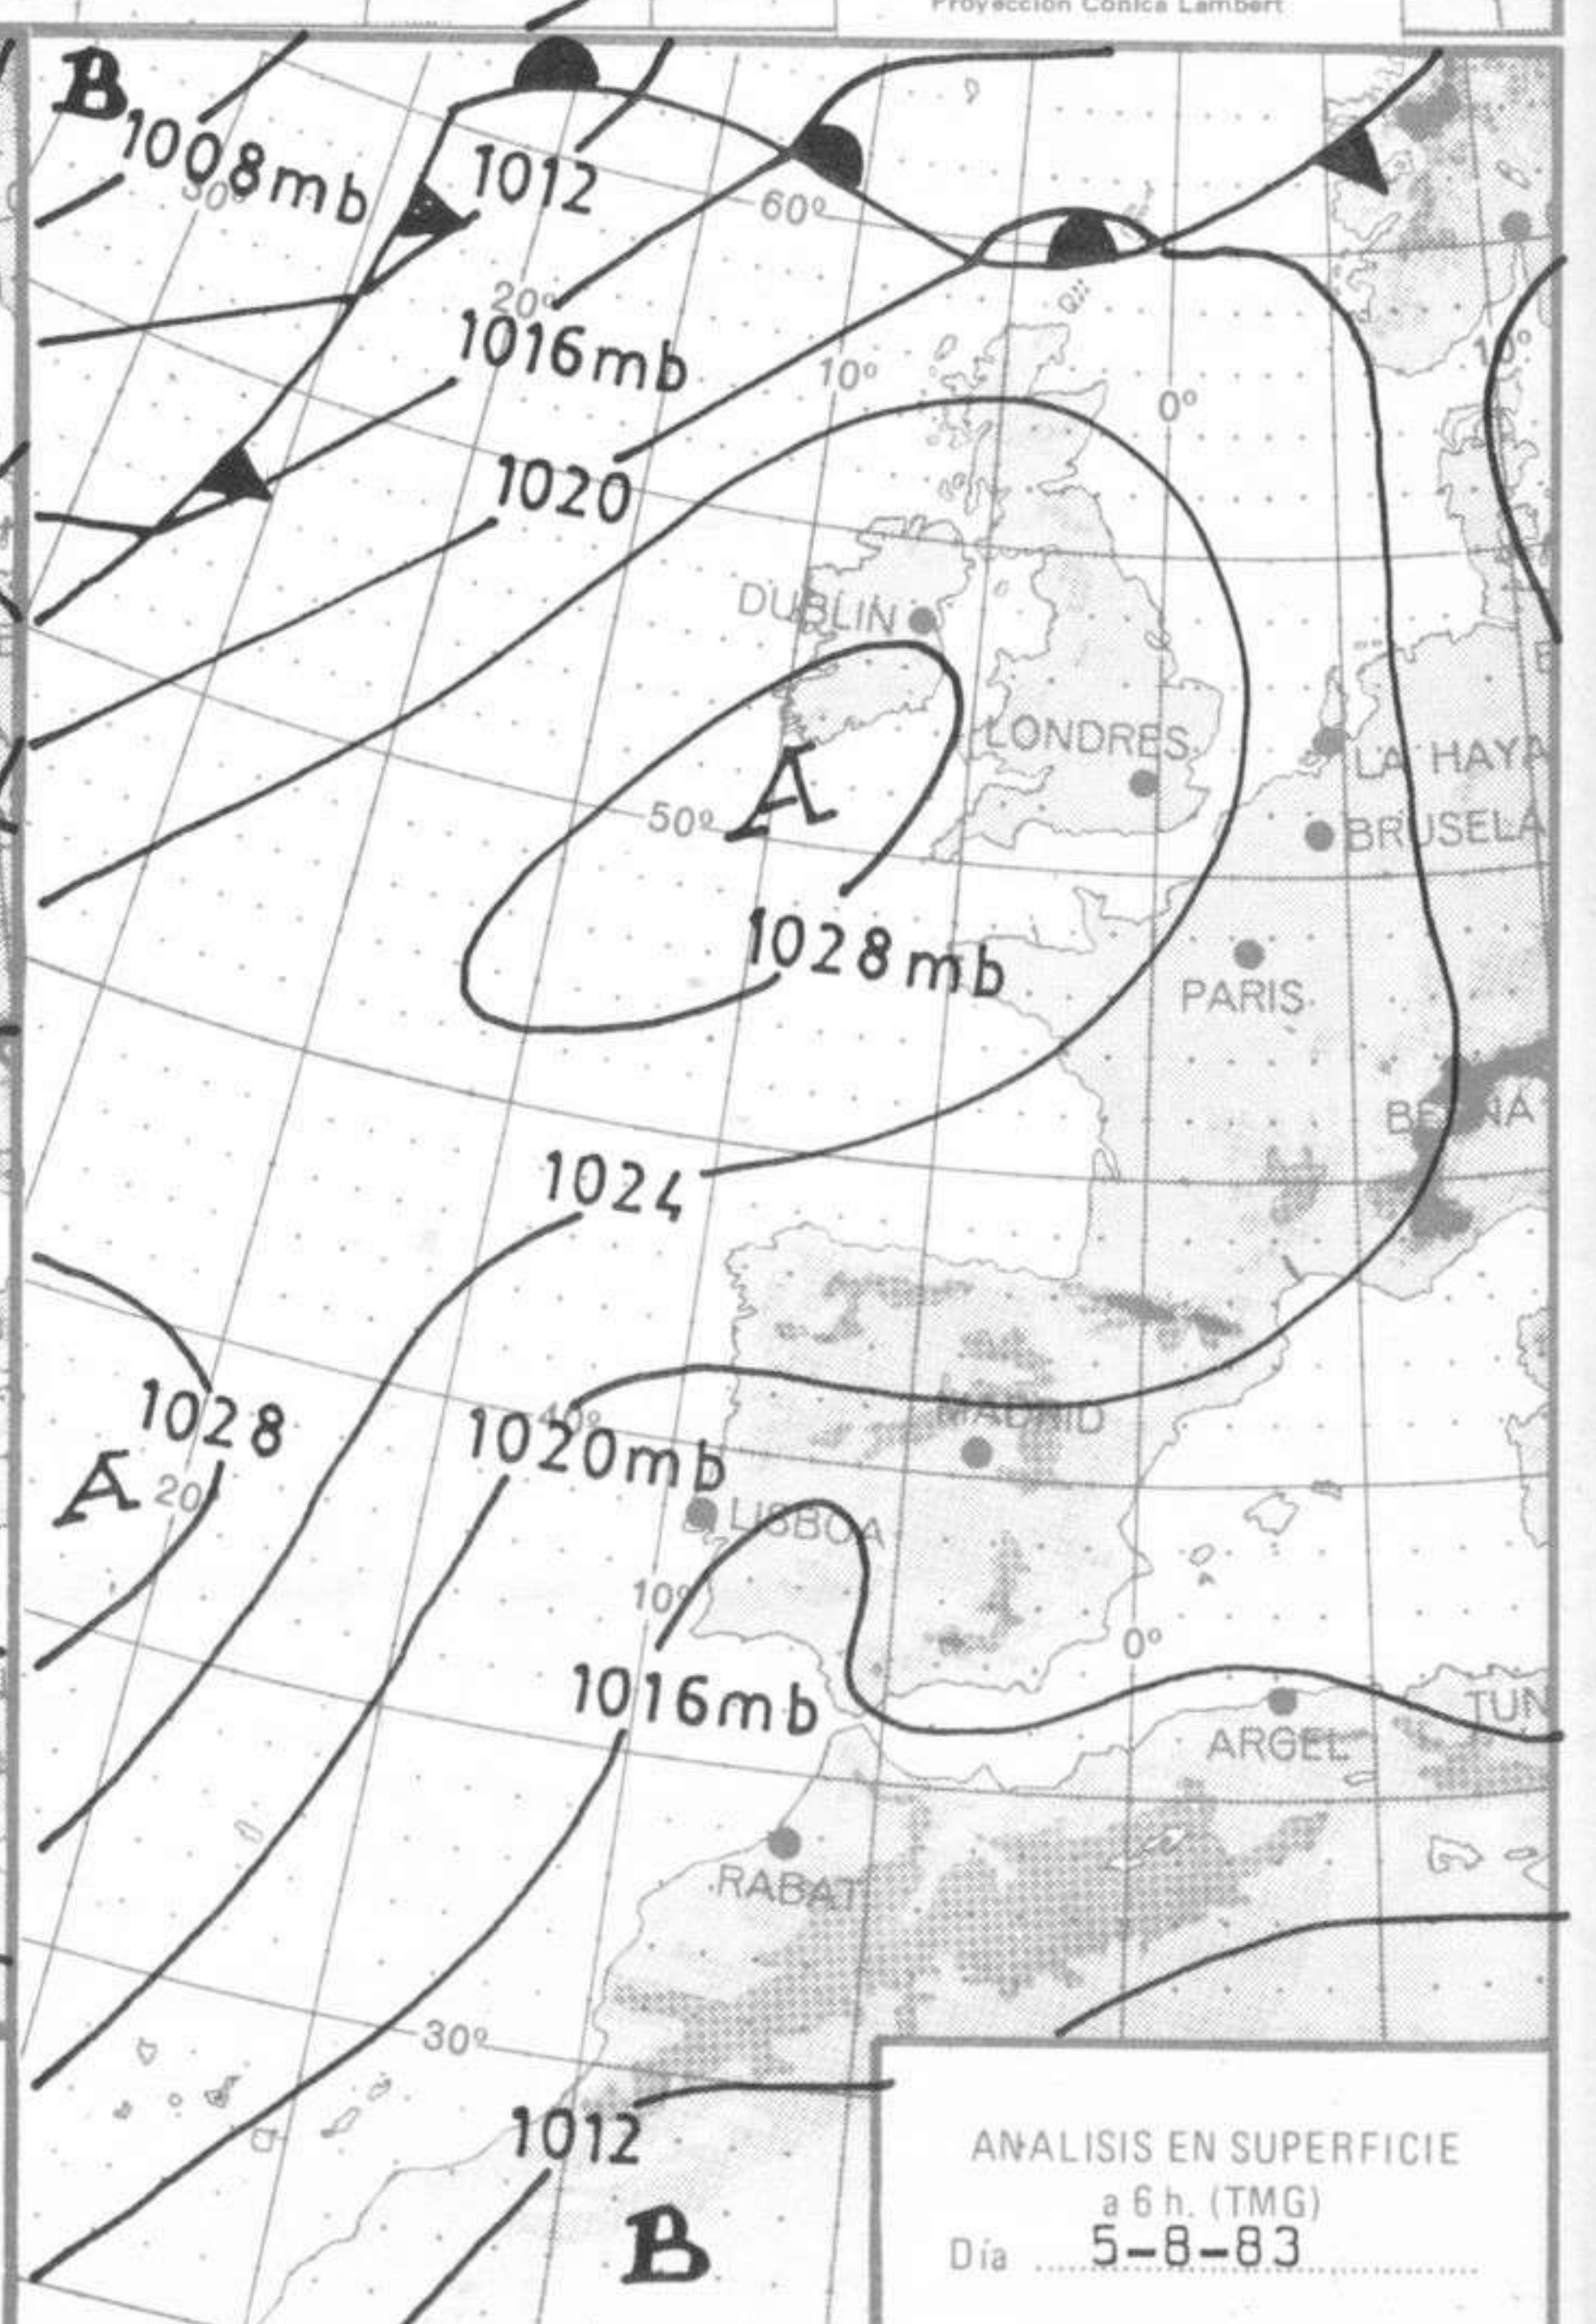 Proyección Cónica Lambert
B
1008mb
30º
1012
60º
20º
1016mb
10º
0º
10º
1020
DUBLIN
LONDRES
LA HAYA
50º
A
BRUSELA
1028mb
PARIS
BERNA
1024
1028
A
20
40º
MADRID
1020mb
LISBOA
10º
0º
1016mb
TUN
ARGEL
RABAT
30º
1012
B
ANALISIS EN SUPERFICIE
a 6 h. (TMG)
Día 5-8-83